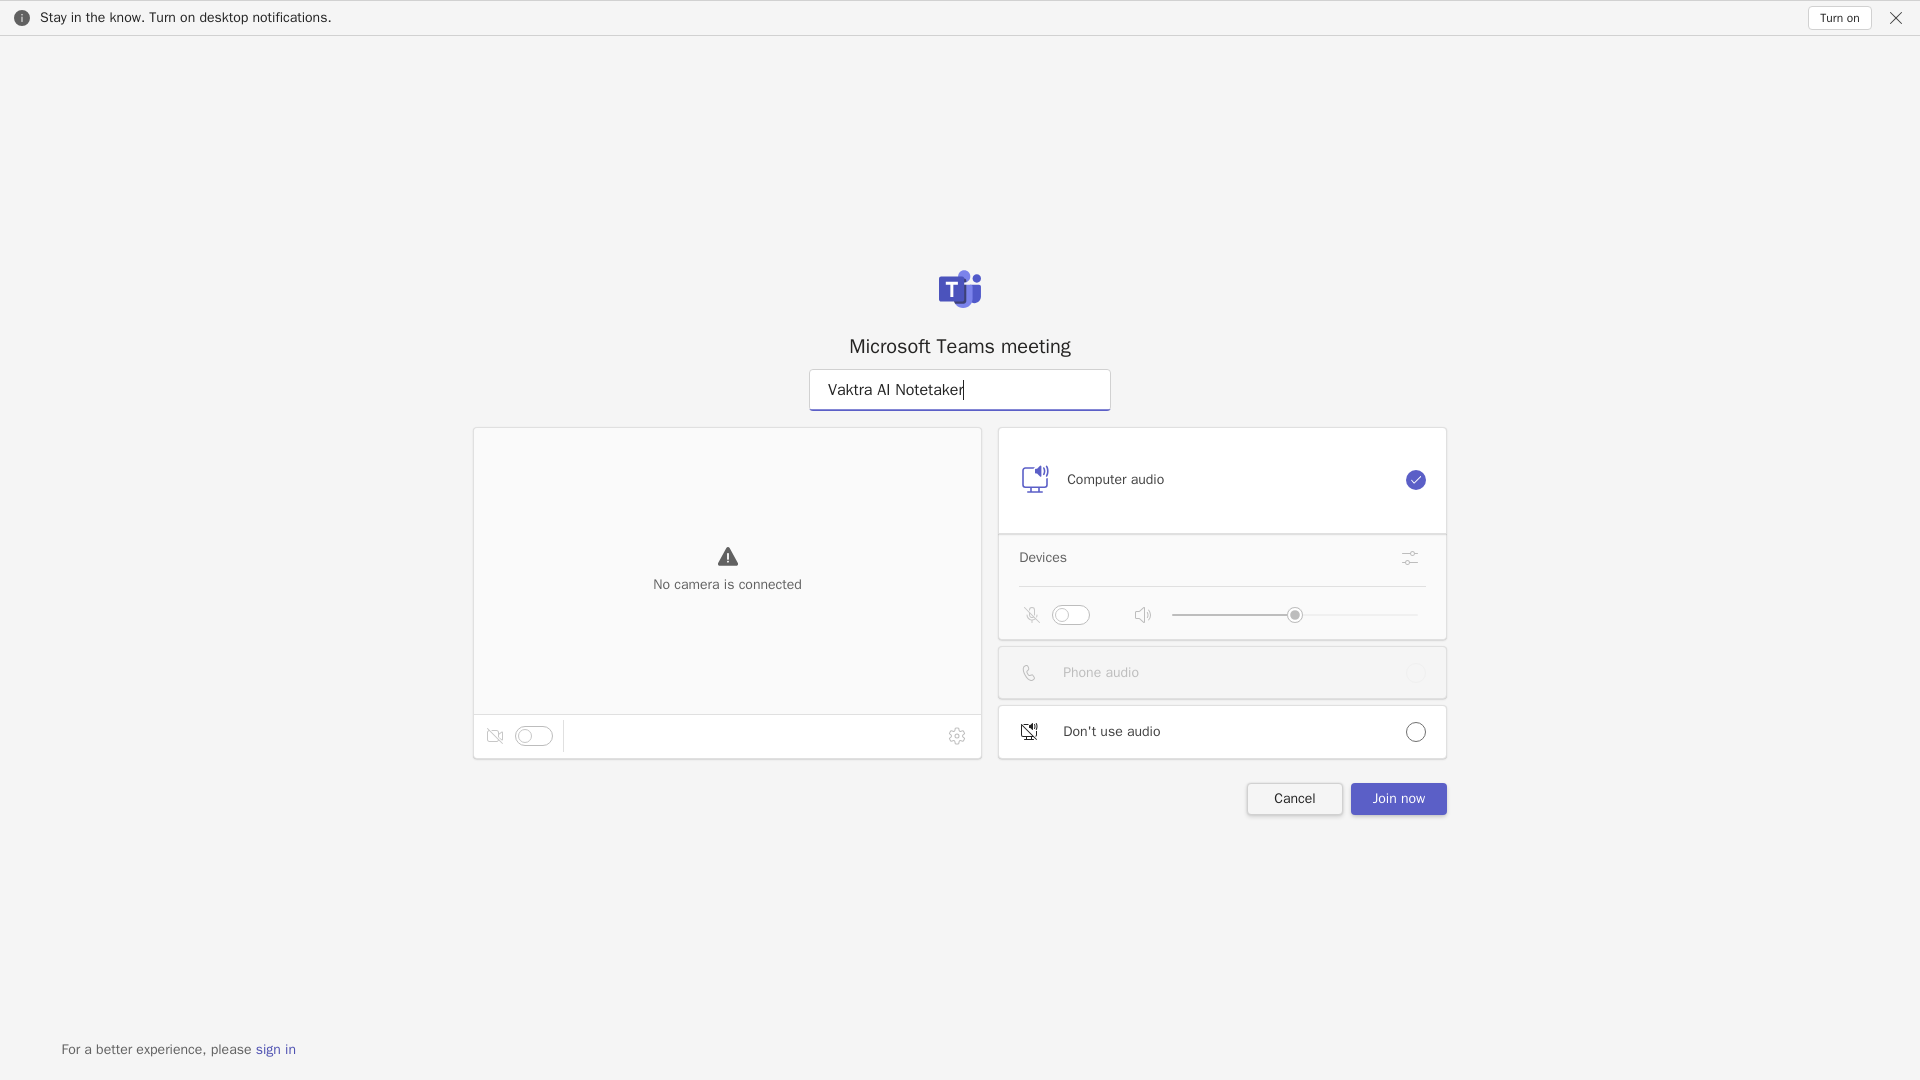 Stay in the know. Turn on desktop notifications.
Turn on
Microsoft Teams meeting
Vaktra AI Notetaker
No camera is connected
Computer audio
Devices
Phone audio
Don't use audio
Cancel
Join now
For a better experience, please sign in